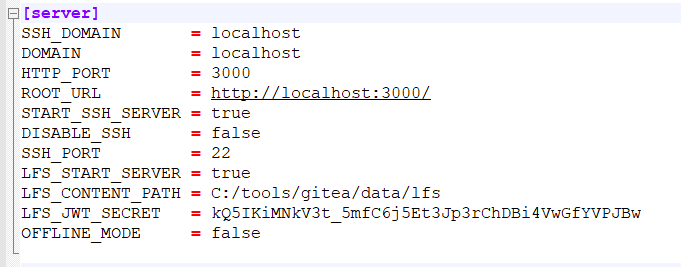 [server]
SSH_DOMAIN = localhost
DOMAIN = localhost
HTTP_PORT = 3000
ROOT_URL = http://localhost:3000/
START_SSH_SERVER = true
DISABLE_SSH = false
SSH_PORT = 22
LFS_START_SERVER = true
LFS_CONTENT_PATH = C:/tools/gitea/data/lfs
LFS_JWT_SECRET = kQ5IKiMNkV3t_5mfC6j5Et3Jp3rChDBi4VwGfYVPJBw
OFFLINE_MODE = false